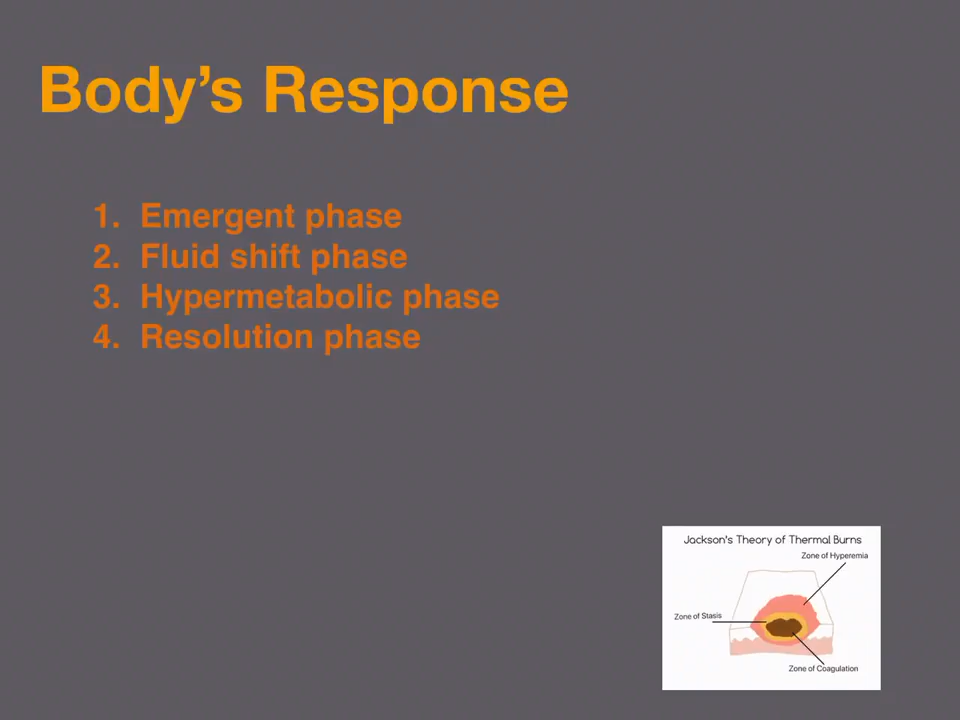 Body’s Response
1. Emergent phase
2. Fluid shift phase
3. Hypermetabolic phase
4. Resolution phase
Jackson's Theory of Thermal Burns
Zone of Hyperemia
Zone of Stasis
Zone of Coagulation